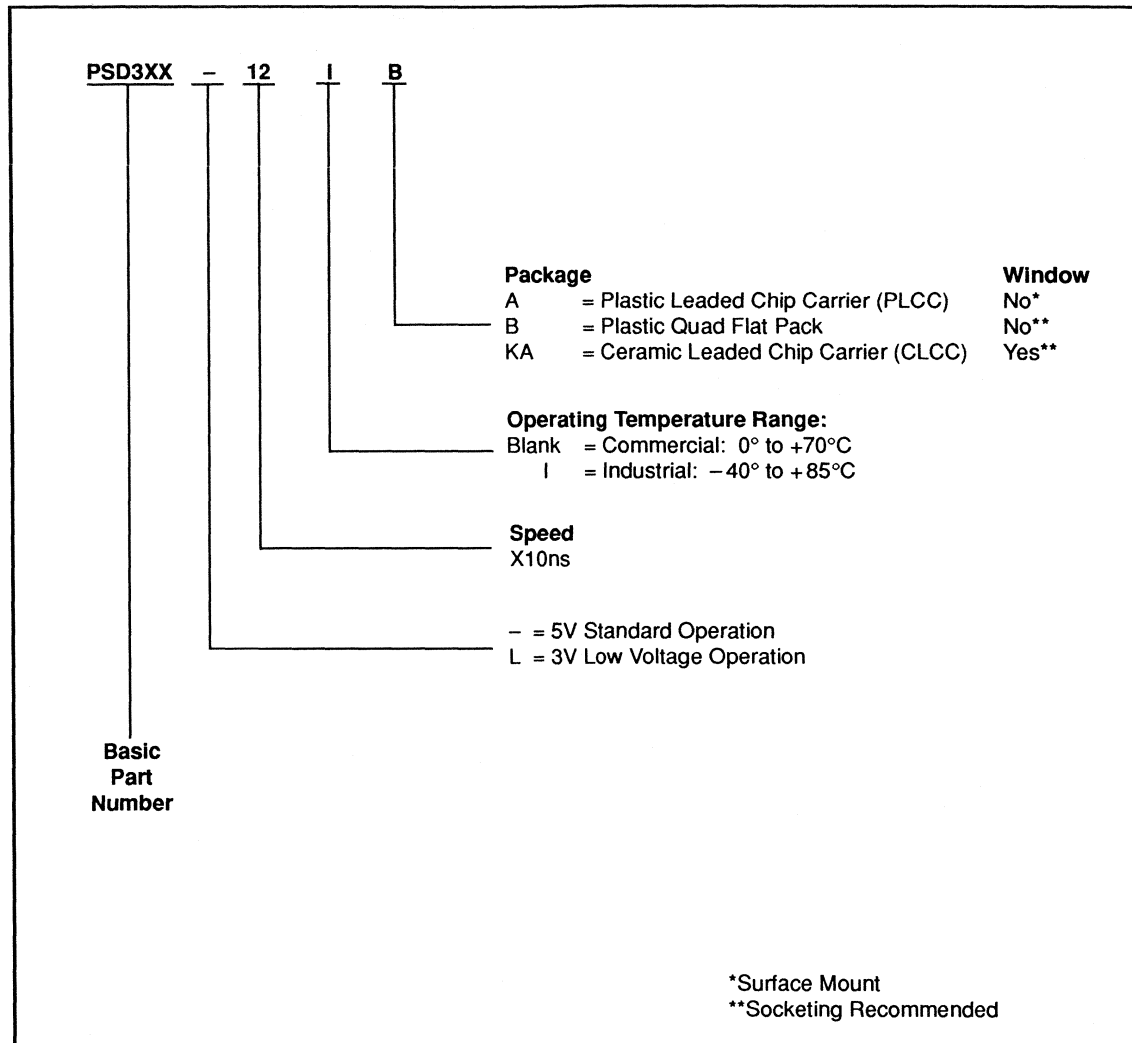 PSD3XX – 12 I B
Package Window
A = Plastic Leaded Chip Carrier (PLCC) No*
B = Plastic Quad Flat Pack No**
KA = Ceramic Leaded Chip Carrier (CLCC) Yes**
Operating Temperature Range:
Blank = Commercial: 0° to +70°C
I = Industrial: –40° to +85°C
Speed
X10ns
– = 5V Standard Operation
L = 3V Low Voltage Operation
Basic
Part
Number
*Surface Mount
**Socketing Recommended